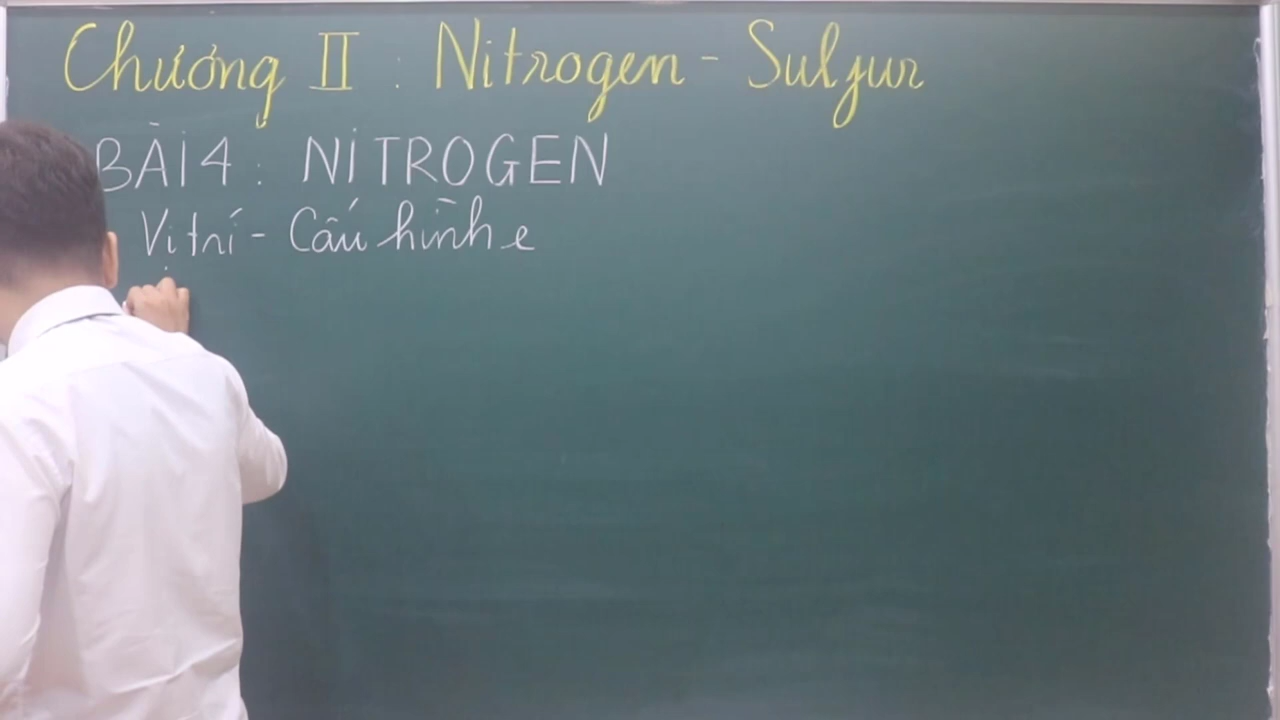 Chương II : Nitrogen - Sulfur
BÀI 4 : NITROGEN
Vị trí - Cấu hình e